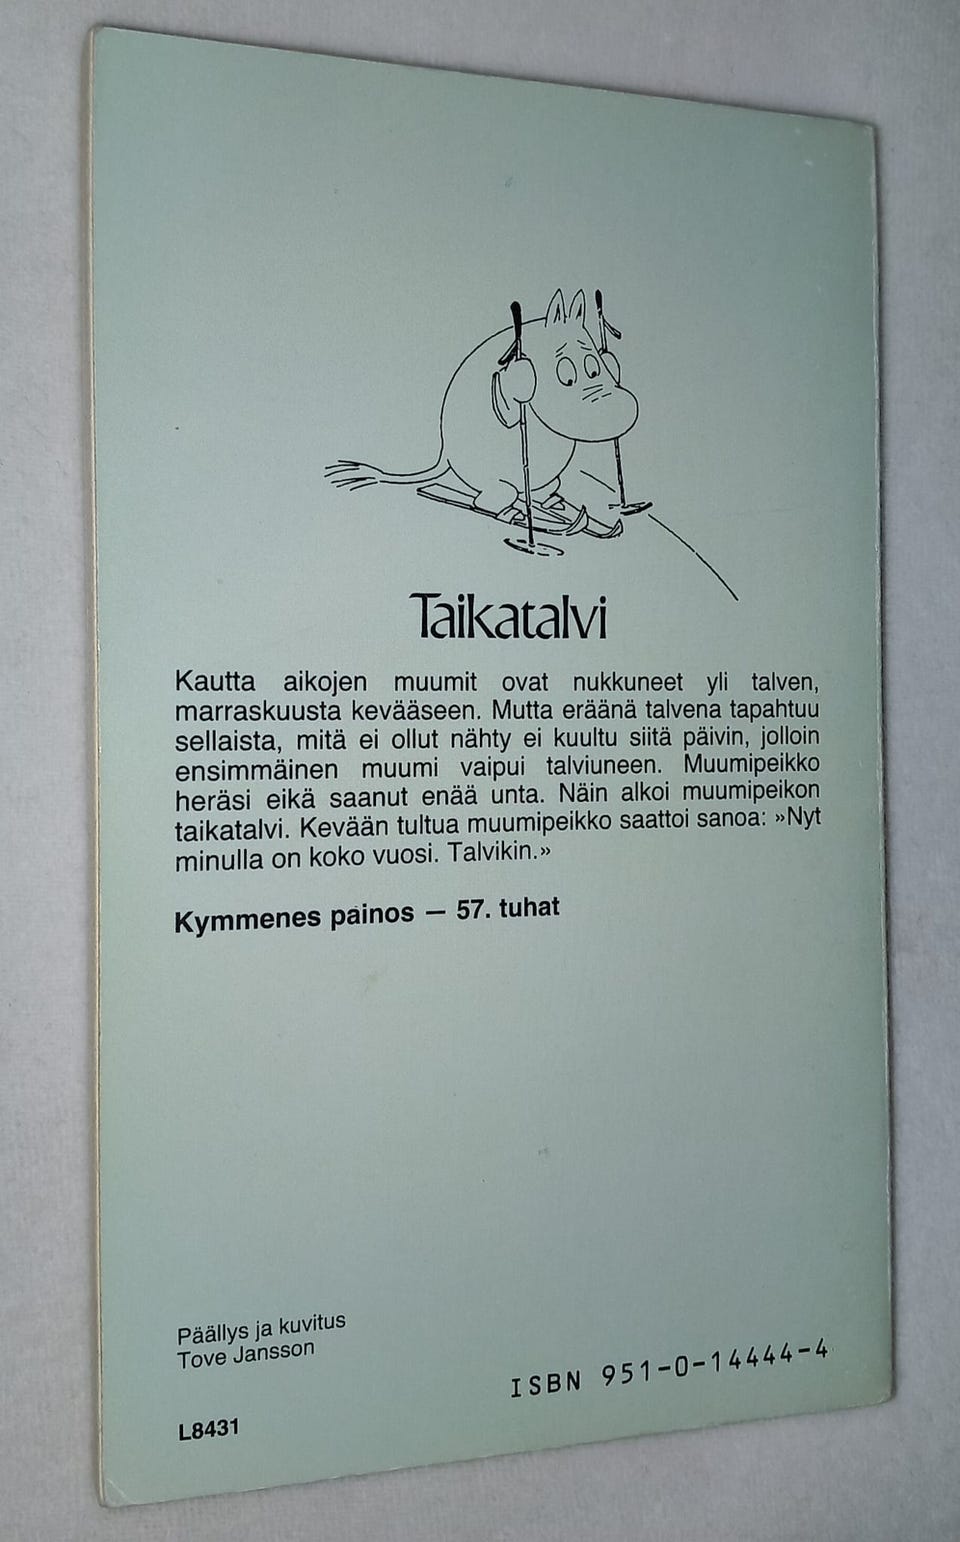 Taikatalvi
Kautta aikojen muumit ovat nukkuneet yli talven,
marraskuusta kevääseen. Mutta eräänä talvena tapahtuu
sellaista, mitä ei ollut nähty ei kuultu siitä päivin, jolloin
ensimmäinen muumi vaipui talviuneen. Muumipeikko
heräsi eikä saanut enää unta. Näin alkoi muumipeikon
taikatalvi. Kevään tultua muumipeikko saattoi sanoa: »Nyt
minulla on koko vuosi. Talvikin.»
Kymmenes painos — 57. tuhat
Päällys ja kuvitus
Tove Jansson
ISBN 951-0-14444-4
L8431